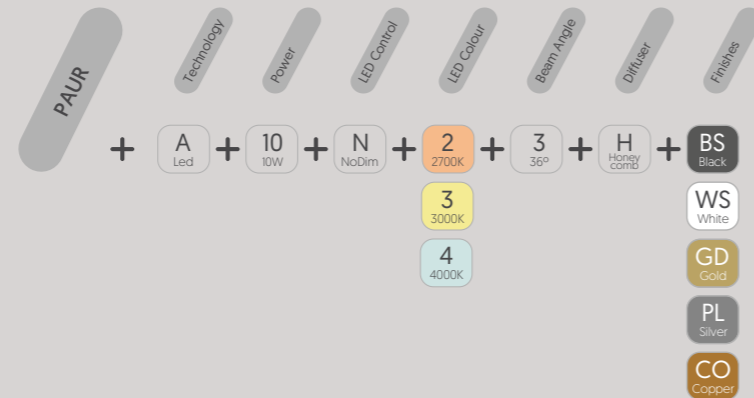 PAUR
Technology
Power
LED Control
LED Colour
Beam Angle
Diffuser
Finishes
+ A + 10 + N + 2 + 3 + H + BS
Led 10W NoDim 2700K 36º Honey comb Black
3 WS
3000K White
4 GD
4000K Gold
PL
Silver
CO
Copper